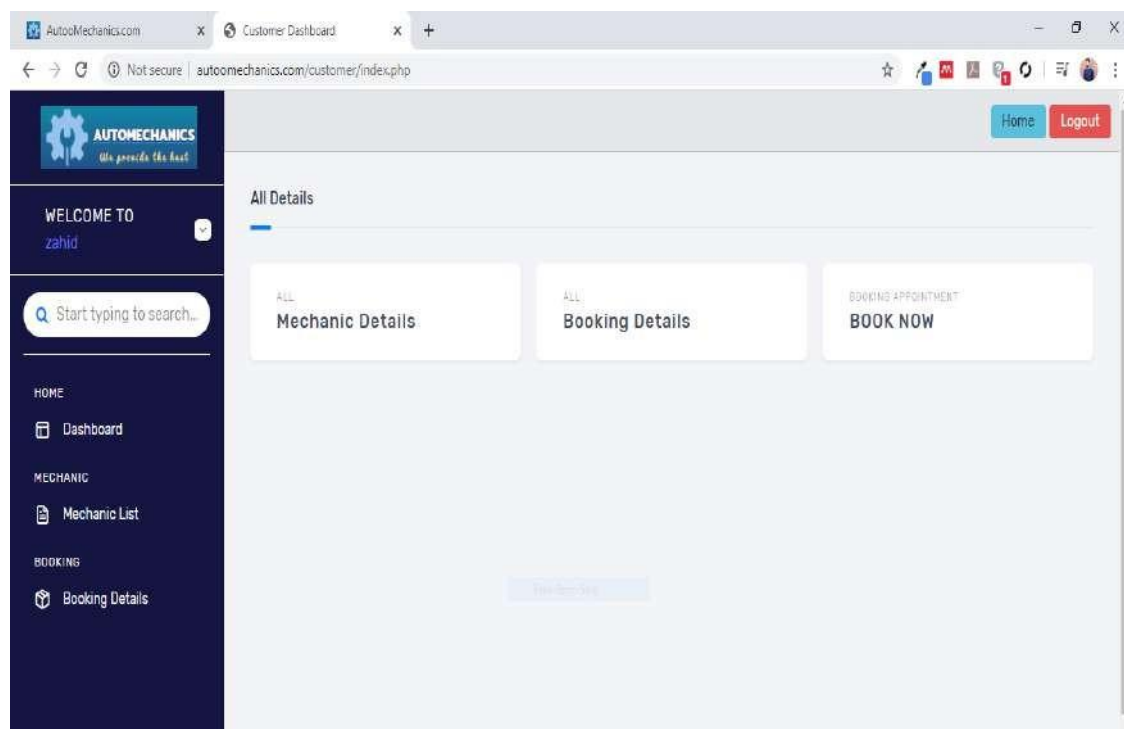 AutooMechanics.com
Customer Dashboard
Not secure
autoomechanics.com/customer/index.php
1
AUTOMECHANICS
We provide the best
Home
Logout
WELCOME TO
zahid
All Details
Start typing to search...
ALL
Mechanic Details
ALL
Booking Details
BOOKING APPOINTMENT
BOOK NOW
HOME
Dashboard
MECHANIC
Mechanic List
BOOKING
Booking Details